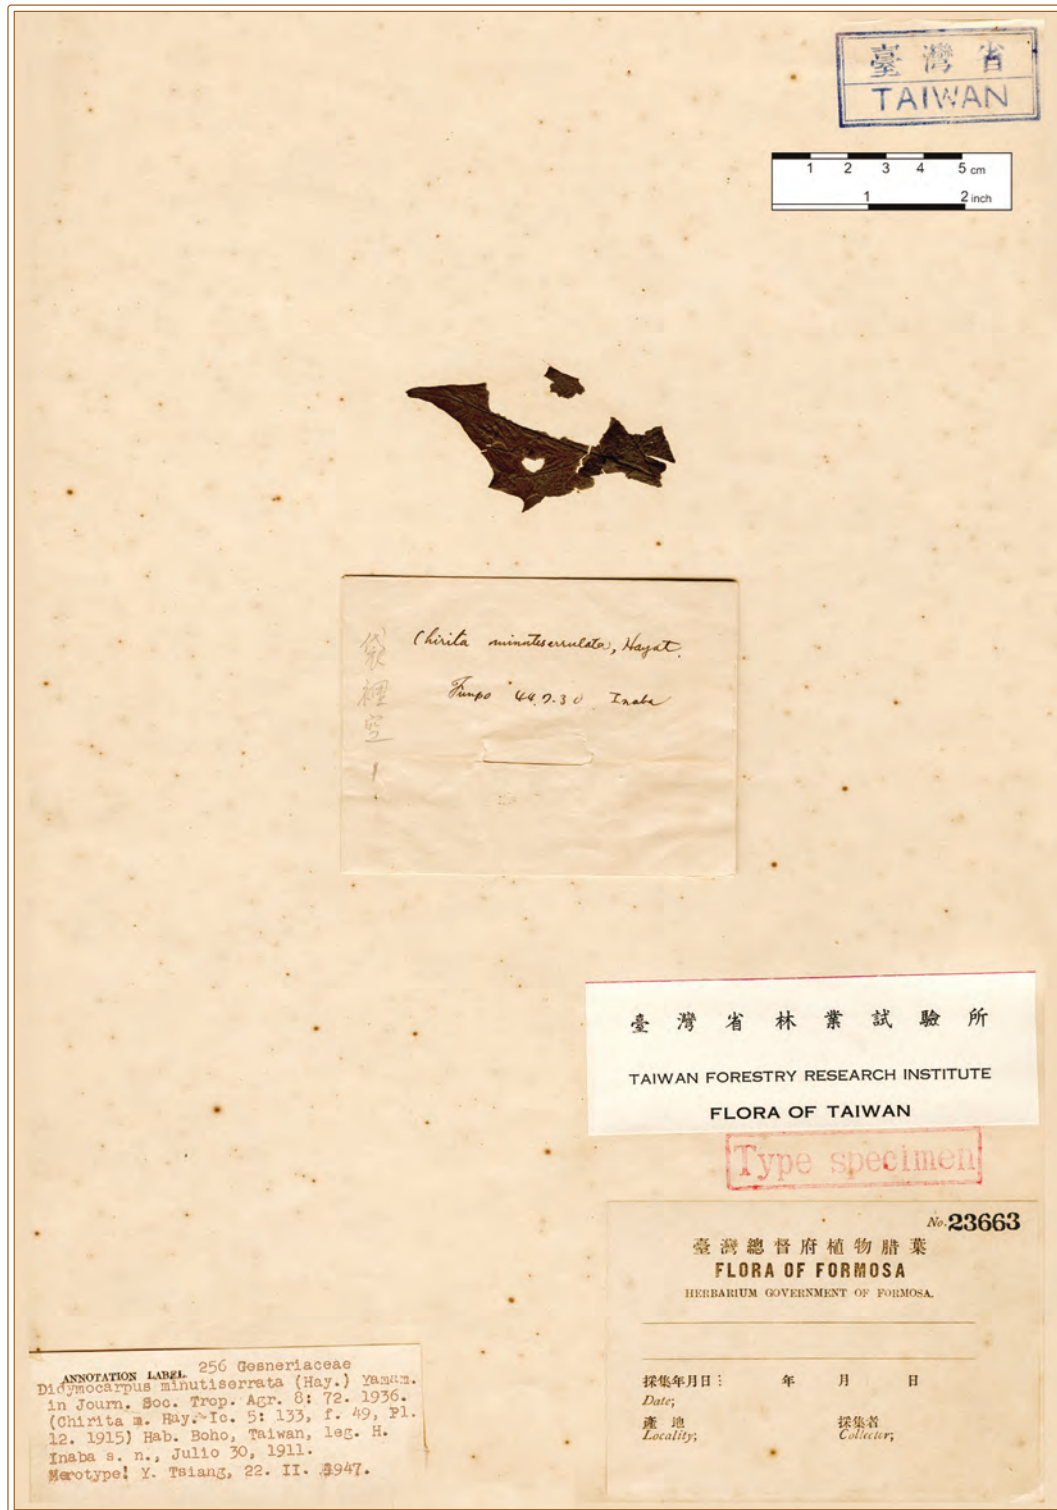 臺灣省
TAIWAN
1 2 3 4 5 cm
1 2 inch
Chirita minutiserrulata, Hayat.
Funpo 44.7.30 Inaba
袋裡空!
臺灣省林業試驗所
TAIWAN FORESTRY RESEARCH INSTITUTE
FLORA OF TAIWAN
Type specimen
No. 23663
臺灣總督府植物腊葉
FLORA OF FORMOSA
HERBARIUM GOVERNMENT OF FORMOSA.
採集年月日: 年 月 日
Date;
產地 採集者
Locality; Collector;
ANNOTATION LABEL 256 Gesneriaceae
Didymocarpus minutiserrata (Hay.) Yamam.
in Journ. Soc. Trop. Agr. 8: 72. 1936.
(Chirita m. Hay. Ic. 5: 133, f. 49, Pl.
12. 1915) Hab. Boho, Taiwan, leg. H.
Inaba s. n., Julio 30, 1911.
Merotype! Y. Tsiang, 22. II. 1947.